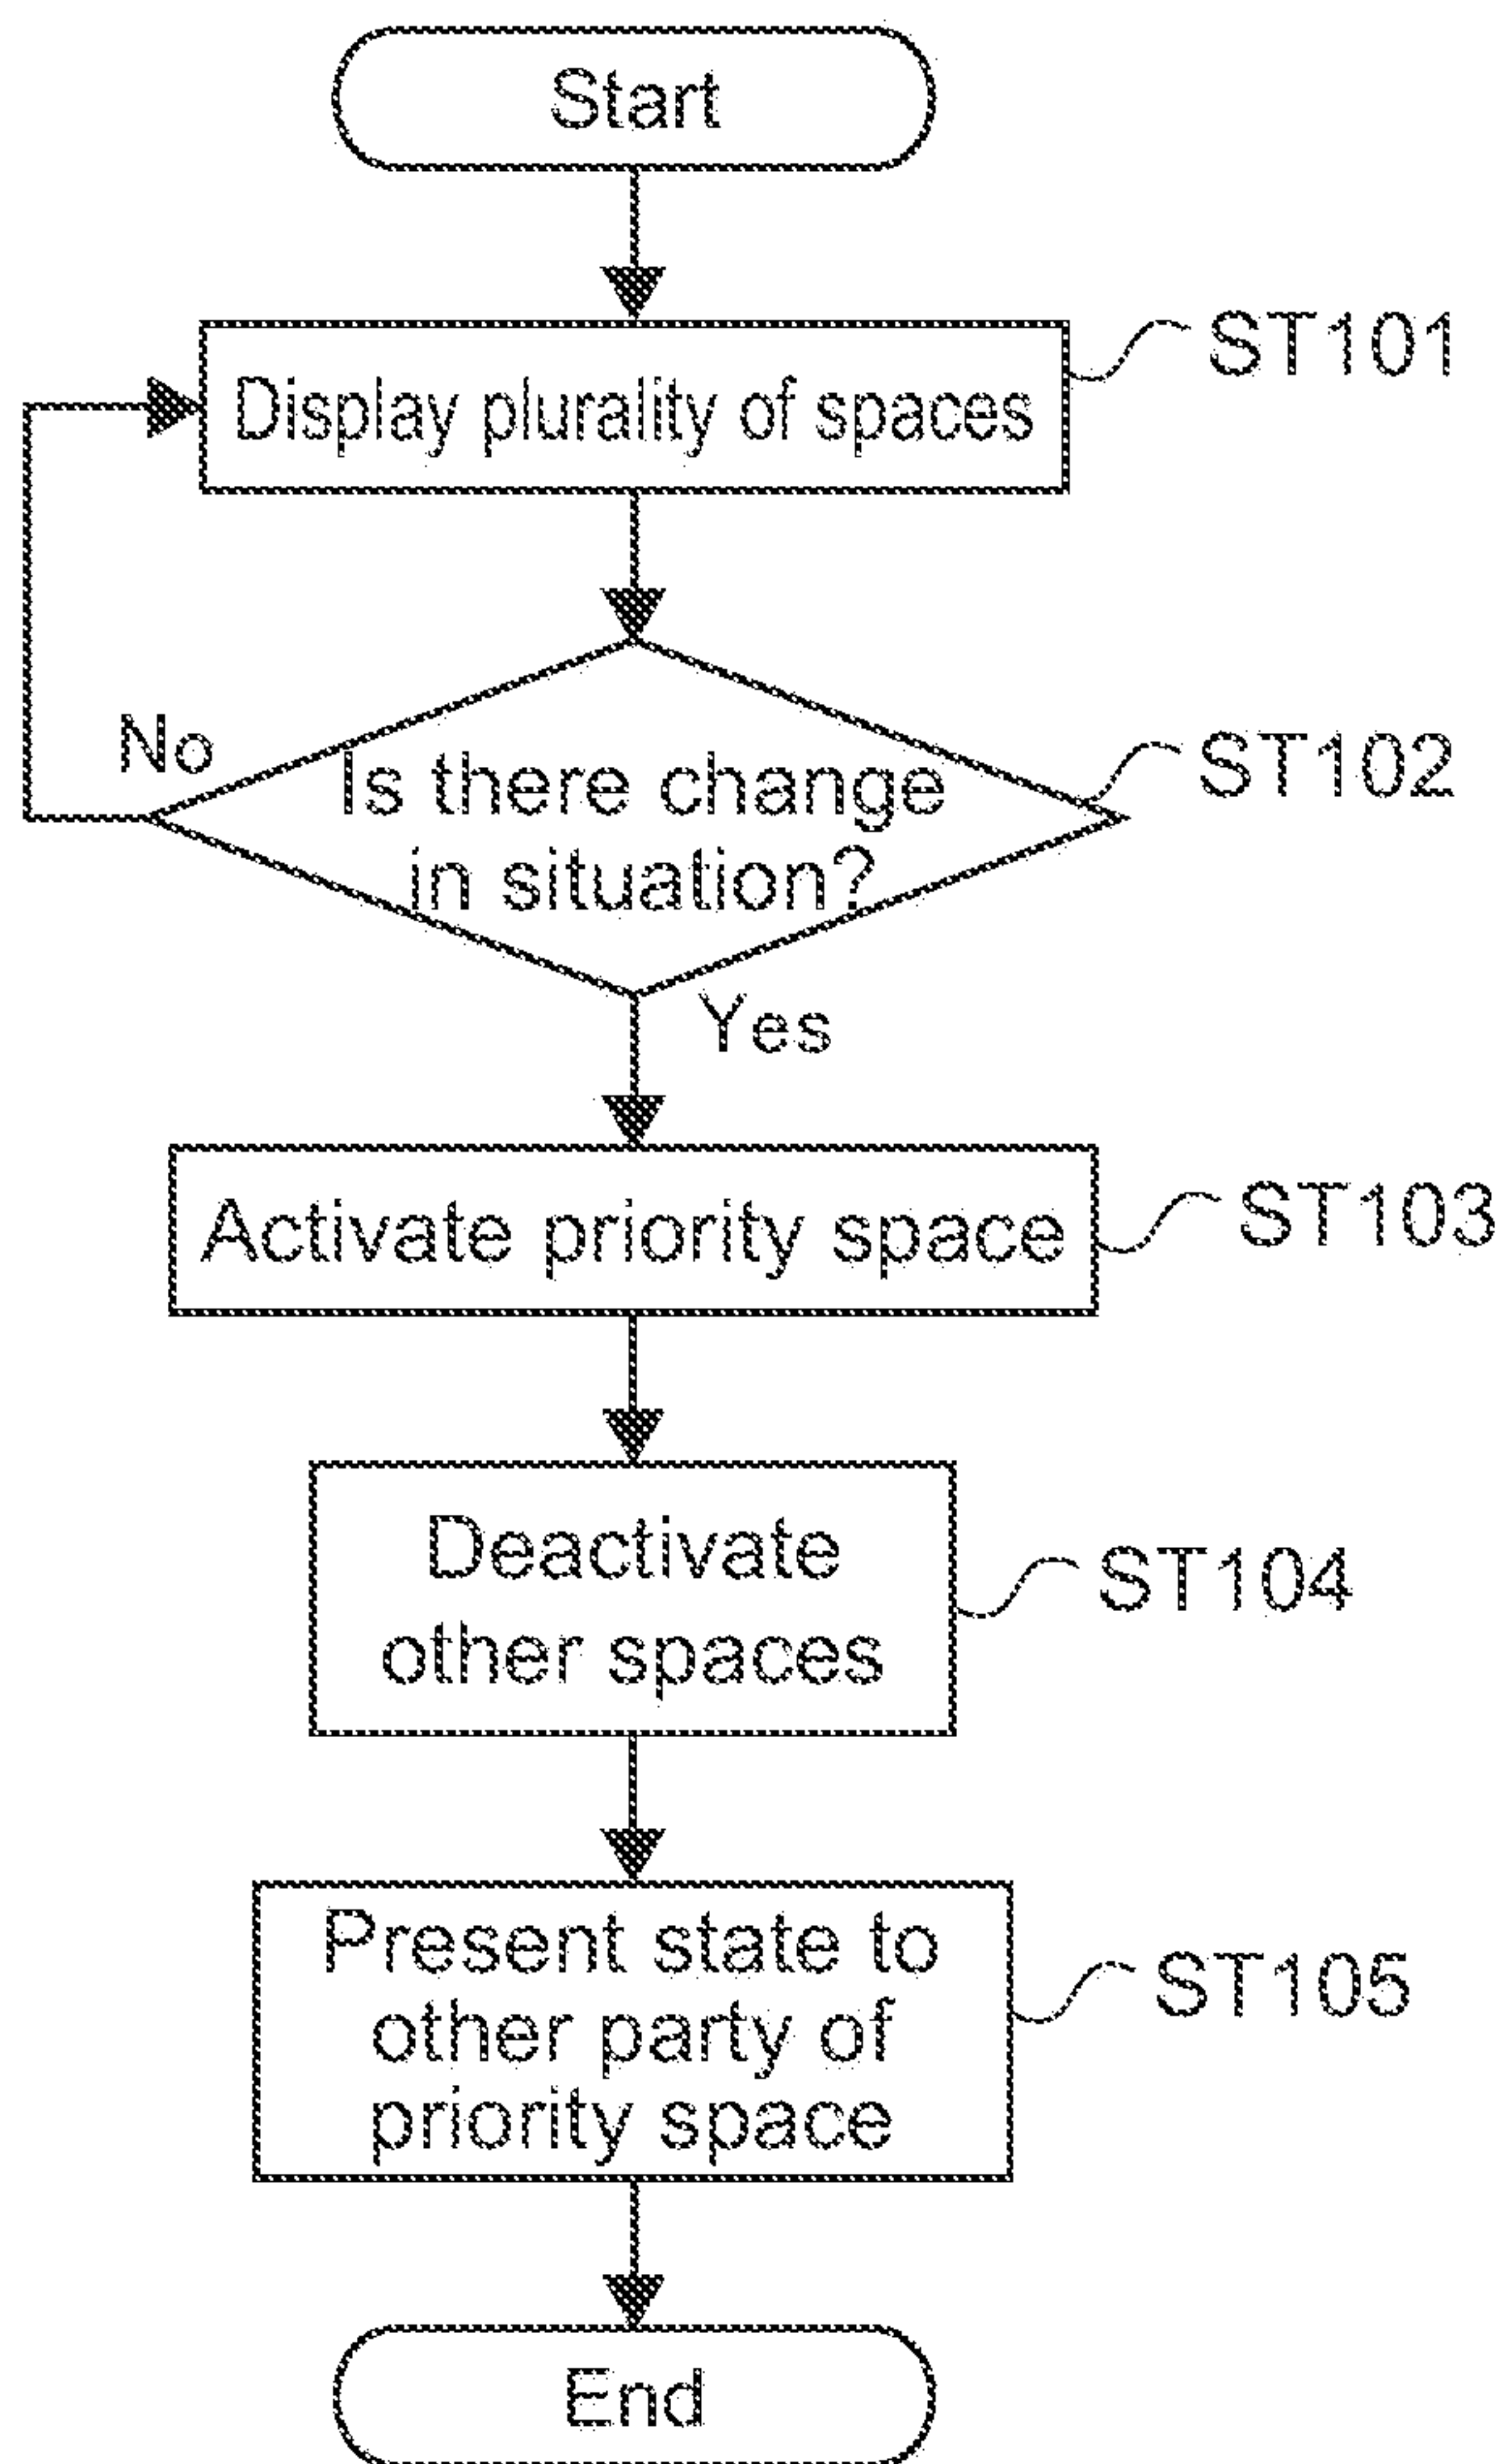 Start
Display plurality of spaces
ST101
No
Is there change
in situation?
ST102
Yes
Activate priority space
ST103
Deactivate
other spaces
ST104
Present state to
other party of
priority space
ST105
End